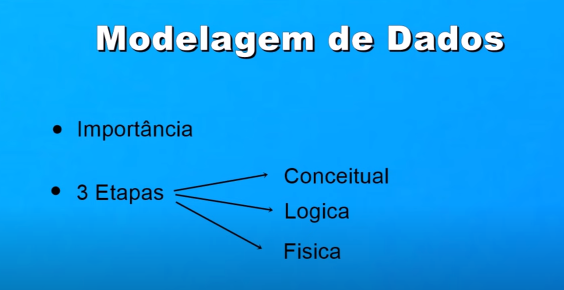 Modelagem de Dados
• Importância
• 3 Etapas
Conceitual
Logica
Fisica